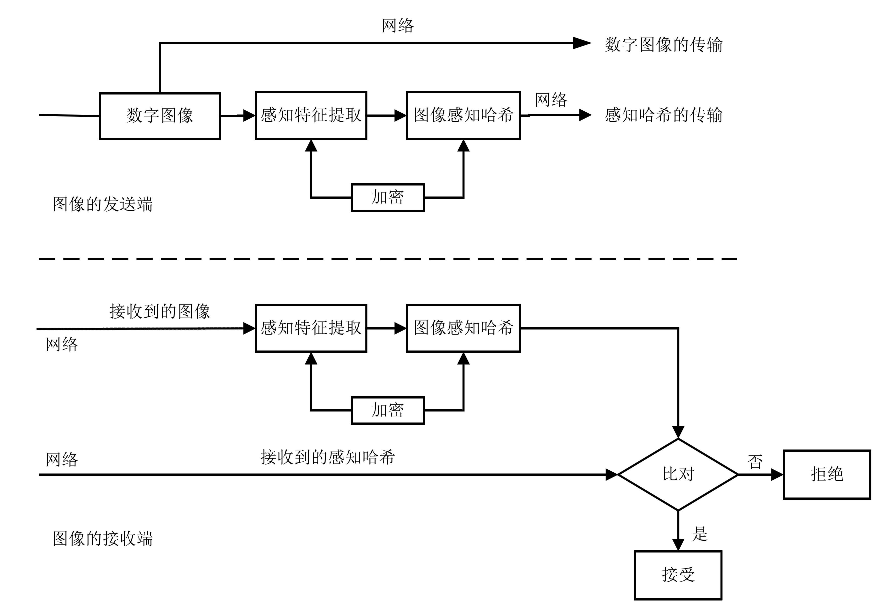 网络
数字图像的传输
数字图像
感知特征提取
图像感知哈希
网络
感知哈希的传输
加密
图像的发送端
接收到的图像
网络
感知特征提取
图像感知哈希
加密
网络
接收到的感知哈希
比对
否
拒绝
图像的接收端
是
接受